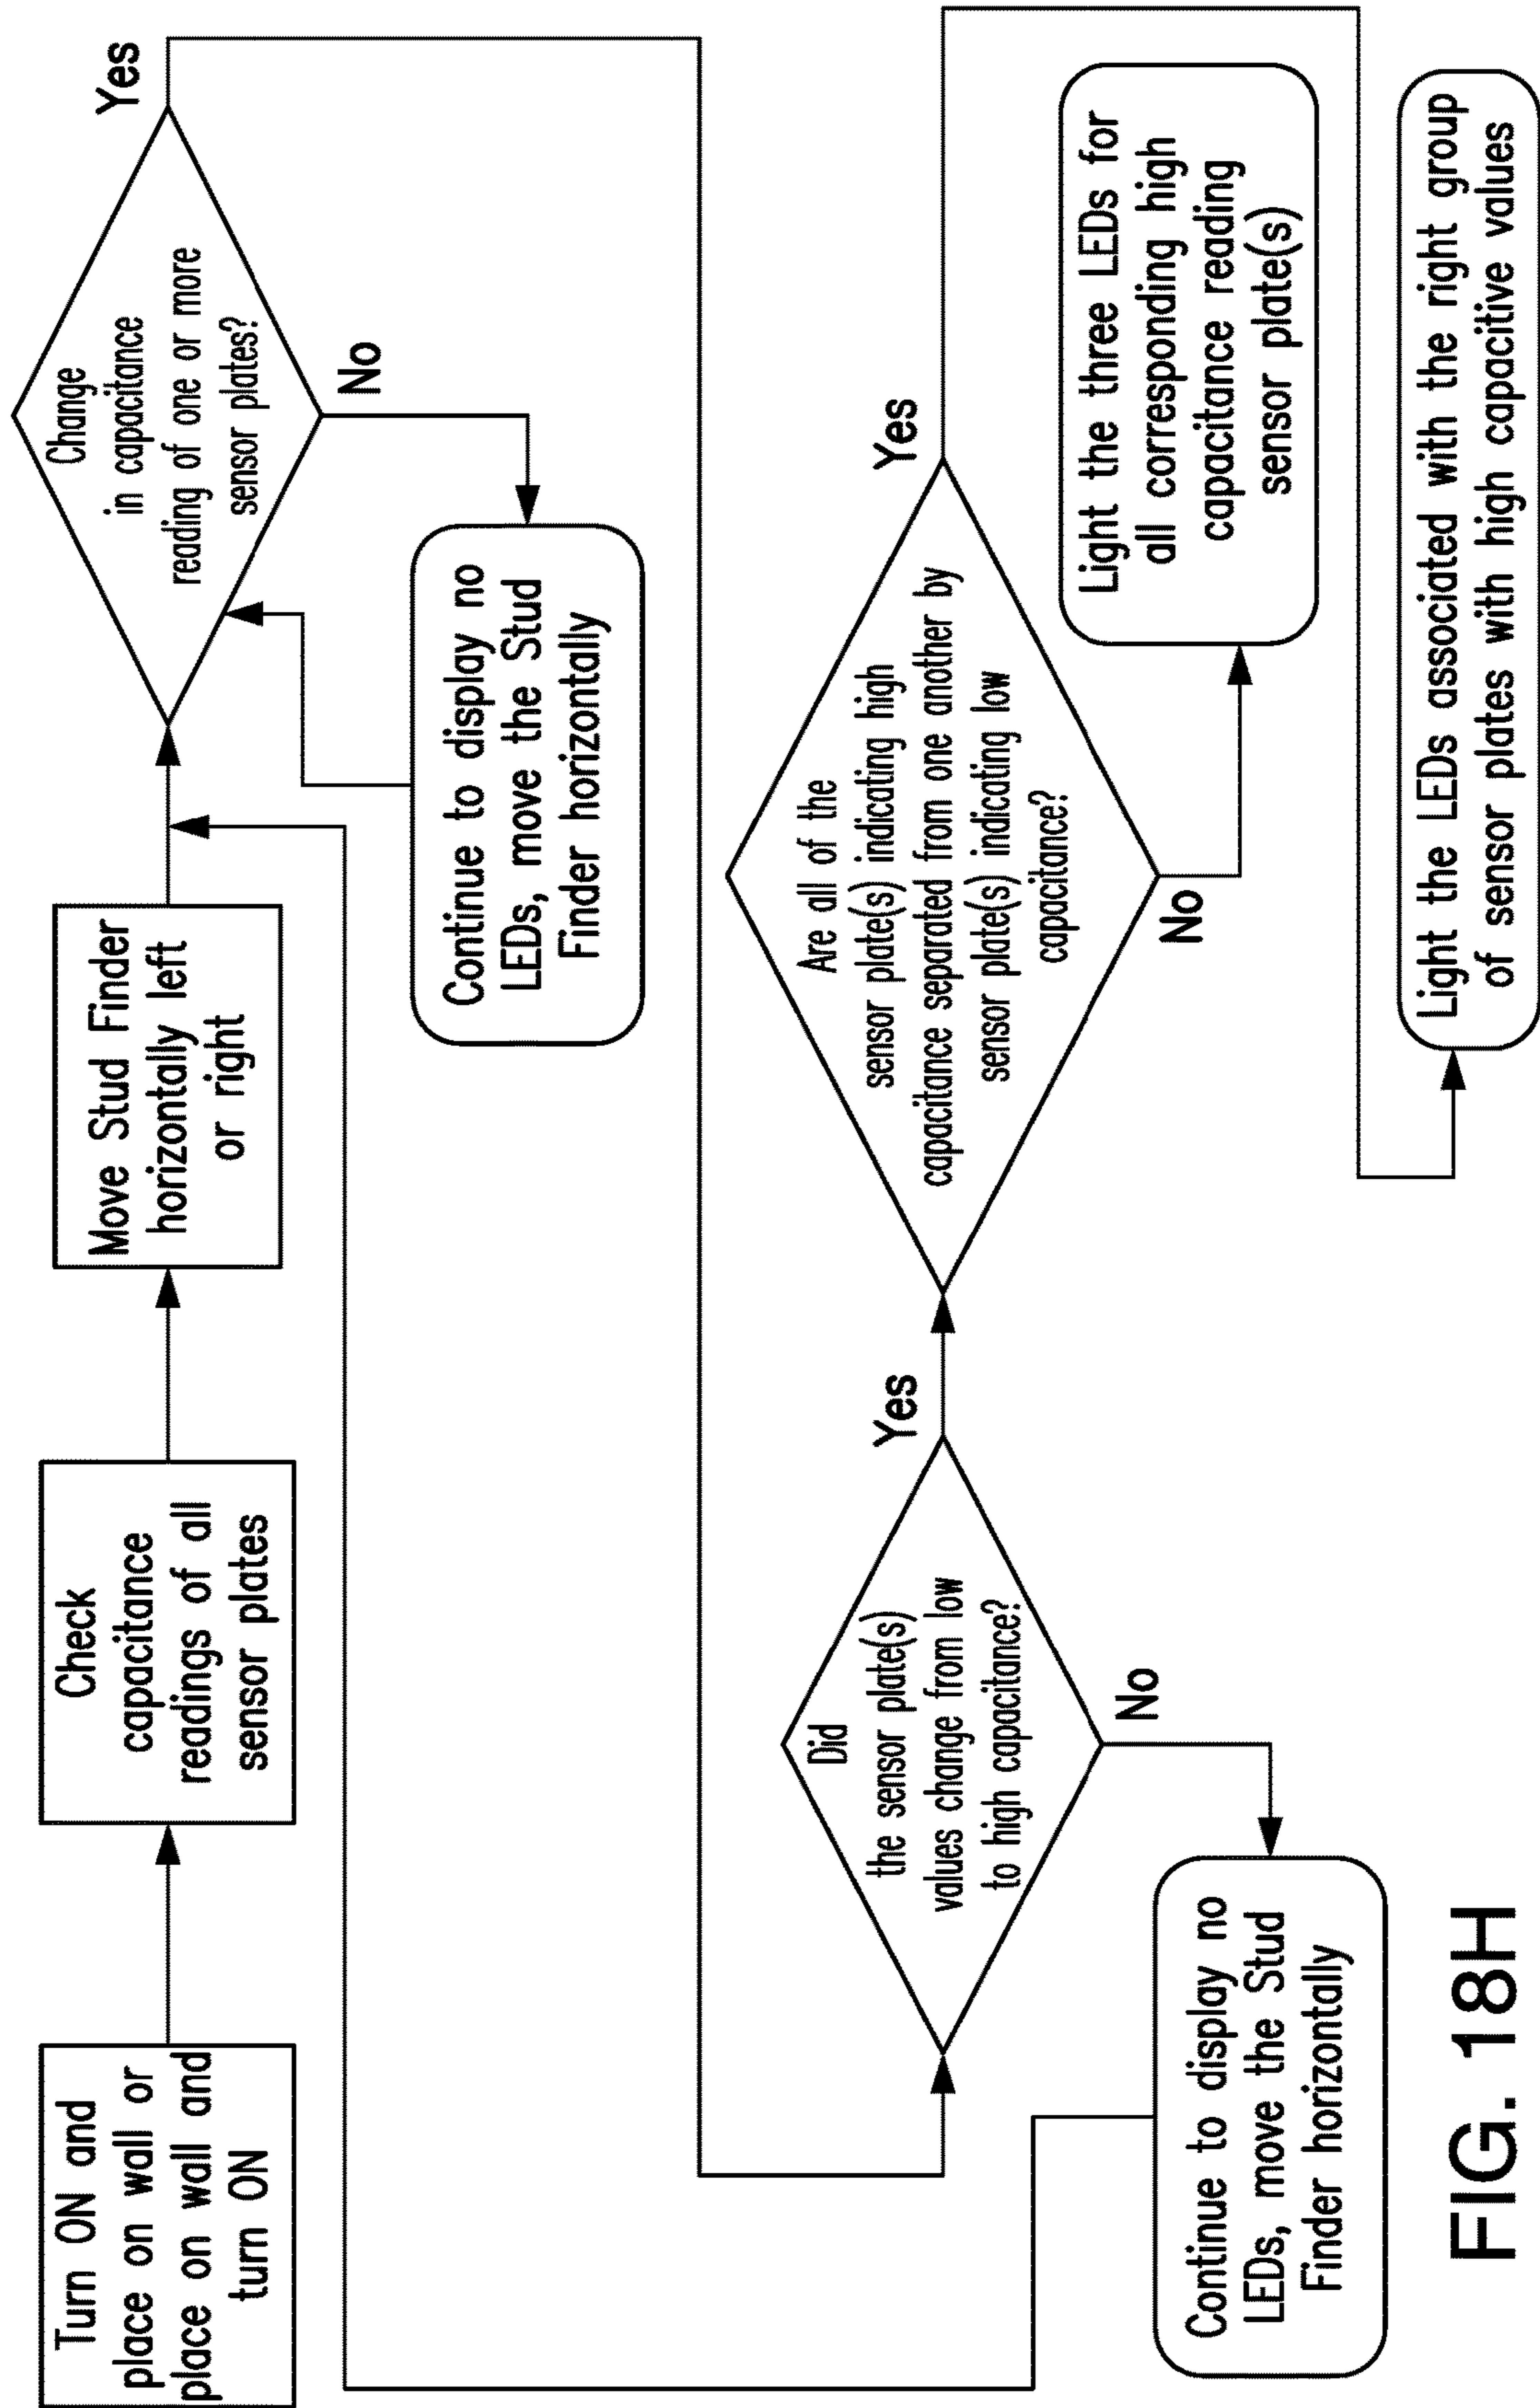 Turn ON and
place on wall or
place on wall and
turn ON
Check
capacitance
readings of all
sensor plates
Move Stud Finder
horizontally left
or right
Change
in capacitance
reading of one or more
sensor plates?
Yes
No
Continue to display no
LEDs, move the Stud
Finder horizontally
Did
the sensor plate(s)
values change from low
to high capacitance?
Yes
No
Continue to display no
LEDs, move the Stud
Finder horizontally
Are all of the
sensor plate(s) indicating high
capacitance separated from one another by
sensor plate(s) indicating low
capacitance?
Yes
No
Light the three LEDs for
all corresponding high
capacitance reading
sensor plate(s)
Light the LEDs associated with the right group
of sensor plates with high capacitive values
FIG. 18H